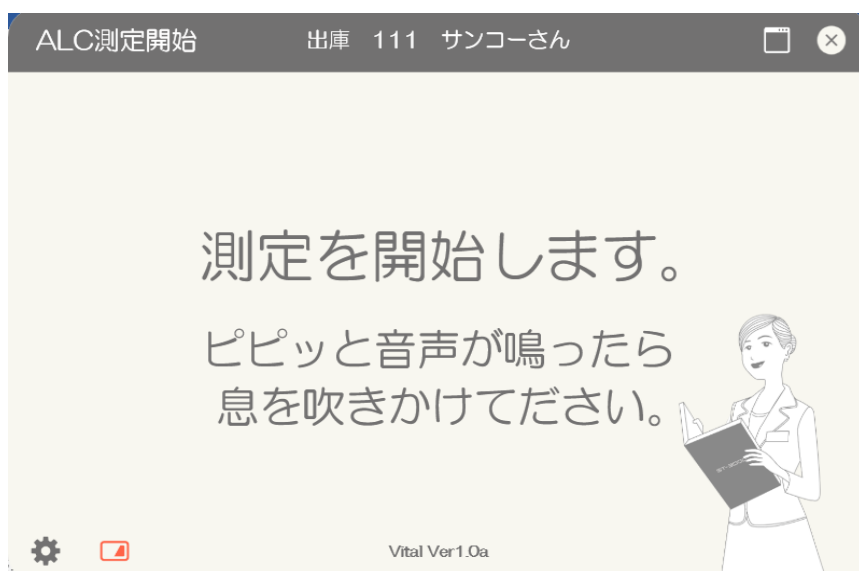 ALC測定開始 出庫 111 サンコーさん
測定を開始します。
ピピッと音声が鳴ったら
息を吹きかけてださい。
Vital Ver1.0a